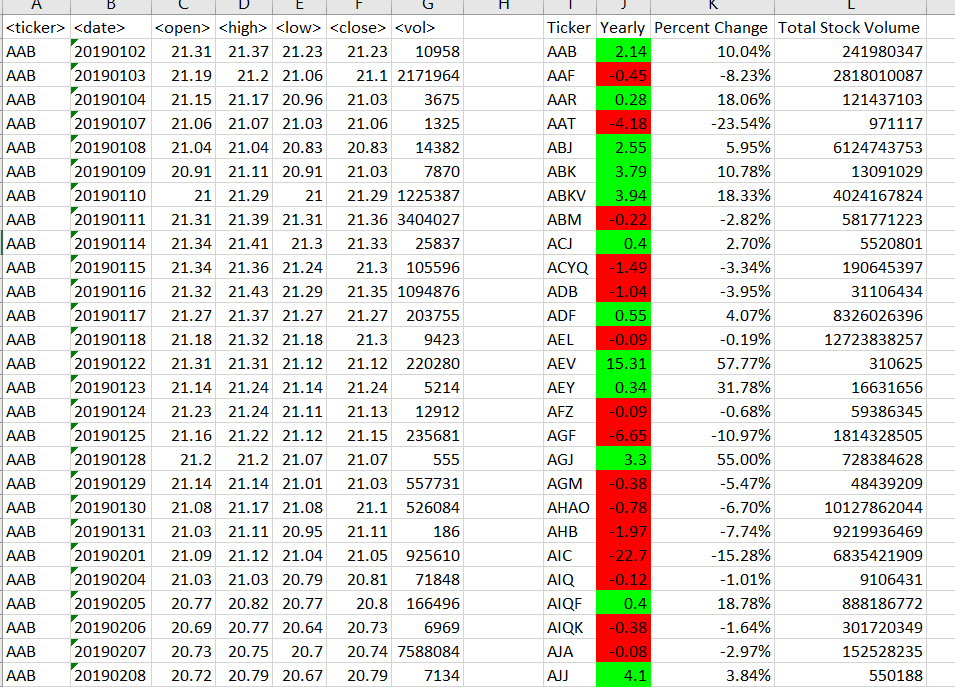 A B C D E F G H I J K L
<ticker> <date> <open> <high> <low> <close> <vol> Ticker Yearly Percent Change Total Stock Volume
AAB 20190102 21.31 21.37 21.23 21.23 10958 AAB 2.14 10.04% 241980347
AAB 20190103 21.19 21.2 21.06 21.1 2171964 AAF -0.45 -8.23% 2818010087
AAB 20190104 21.15 21.17 20.96 21.03 3675 AAR 0.28 18.06% 121437103
AAB 20190107 21.06 21.07 21.03 21.06 1325 AAT -4.18 -23.54% 971117
AAB 20190108 21.04 21.04 20.83 20.83 14382 ABJ 2.55 5.95% 6124743753
AAB 20190109 20.91 21.11 20.91 21.03 7870 ABK 3.79 10.78% 13091029
AAB 20190110 21 21.29 21 21.29 1225387 ABKV 3.94 18.33% 4024167824
AAB 20190111 21.31 21.39 21.31 21.36 3404027 ABM -0.22 -2.82% 581771223
AAB 20190114 21.34 21.41 21.3 21.33 25837 ACJ 0.4 2.70% 5520801
AAB 20190115 21.34 21.36 21.24 21.3 105596 ACYQ -1.49 -3.34% 190645397
AAB 20190116 21.32 21.43 21.29 21.35 1094876 ADB -1.04 -3.95% 31106434
AAB 20190117 21.27 21.37 21.27 21.27 203755 ADF 0.55 4.07% 8326026396
AAB 20190118 21.18 21.32 21.18 21.3 9423 AEL -0.09 -0.19% 12723838257
AAB 20190122 21.31 21.31 21.12 21.12 220280 AEV 15.31 57.77% 310625
AAB 20190123 21.14 21.24 21.14 21.24 5214 AEY 0.34 31.78% 16631656
AAB 20190124 21.23 21.24 21.11 21.13 12912 AFZ -0.09 -0.68% 59386345
AAB 20190125 21.16 21.22 21.12 21.15 235681 AGF -6.65 -10.97% 1814328505
AAB 20190128 21.2 21.2 21.07 21.07 555 AGJ 3.3 55.00% 728384628
AAB 20190129 21.14 21.14 21.01 21.03 557731 AGM -0.38 -5.47% 48439209
AAB 20190130 21.08 21.17 21.08 21.1 526084 AHAO -0.78 -6.70% 10127862044
AAB 20190131 21.03 21.11 20.95 21.11 186 AHB -1.97 -7.74% 9219936469
AAB 20190201 21.09 21.12 21.04 21.05 925610 AIC -22.7 -15.28% 6835421909
AAB 20190204 21.03 21.03 20.79 20.81 71848 AIQ -0.12 -1.01% 9106431
AAB 20190205 20.77 20.82 20.77 20.8 166496 AIQF 0.4 18.78% 888186772
AAB 20190206 20.69 20.77 20.64 20.73 6969 AIQK -0.38 -1.64% 301720349
AAB 20190207 20.73 20.75 20.7 20.74 7588084 AJA -0.08 -2.97% 152528235
AAB 20190208 20.72 20.79 20.67 20.79 7134 AJJ 4.1 3.84% 550188